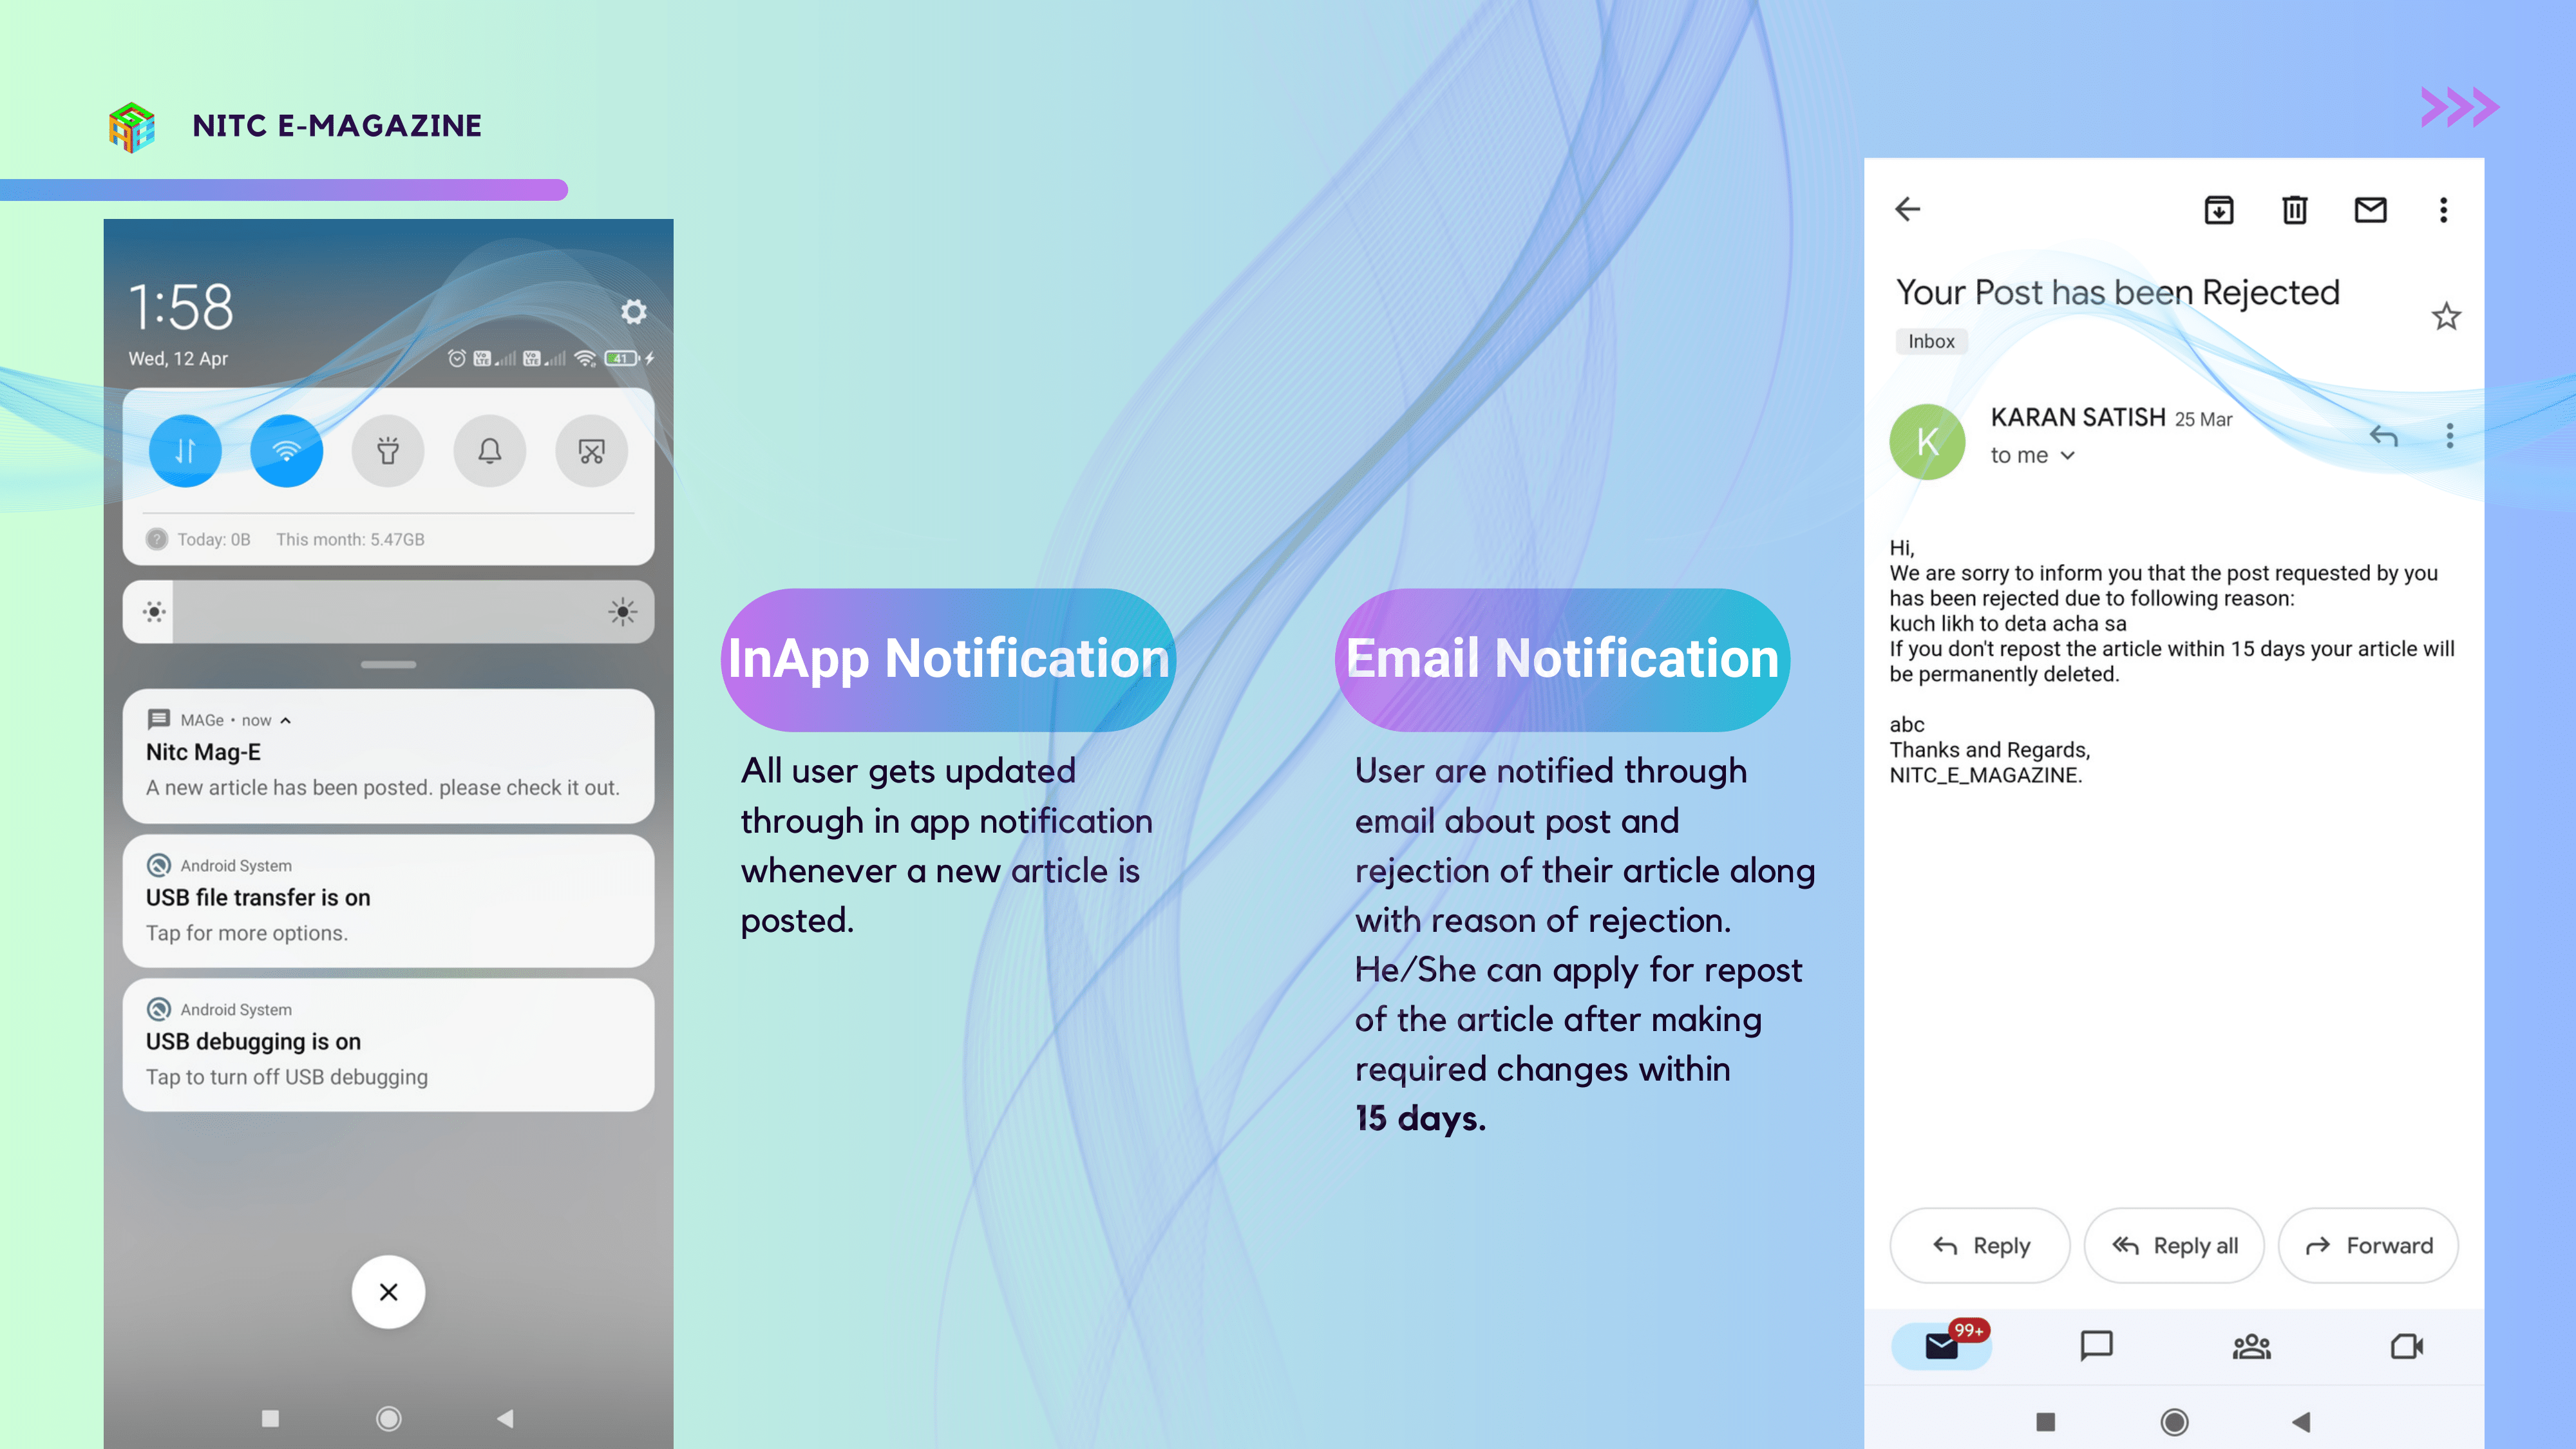 NITC E-MAGAZINE
1:58
Wed, 12 Apr
41
Today: 0B This month: 5.47GB
MAGe • now
Nitc Mag-E
A new article has been posted. please check it out.
Android System
USB file transfer is on
Tap for more options.
Android System
USB debugging is on
Tap to turn off USB debugging
InApp Notification
All user gets updated
through in app notification
whenever a new article is
posted.
Email Notification
User are notified through
email about post and
rejection of their article along
with reason of rejection.
He/She can apply for repost
of the article after making
required changes within
15 days.
Your Post has been Rejected
Inbox
K
KARAN SATISH 25 Mar
to me
Hi,
We are sorry to inform you that the post requested by you
has been rejected due to following reason:
kuch likh to deta acha sa
If you don't repost the article within 15 days your article will
be permanently deleted.
abc
Thanks and Regards,
NITC_E_MAGAZINE.
Reply
Reply all
Forward
99+